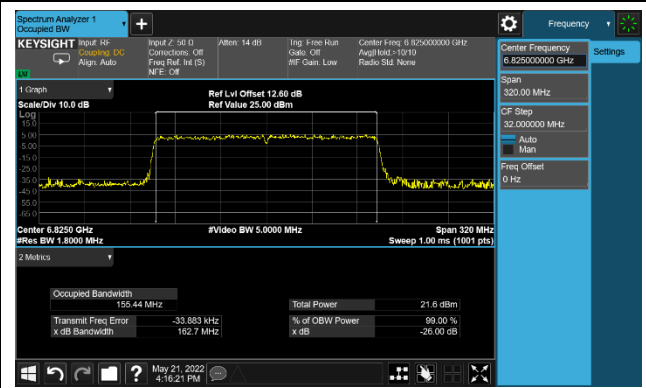 Spectrum Analyzer 1
Occupied BW
Frequency
KEYSIGHT Input: RF
Coupling: DC
Align: Auto
Input Z: 50 Ω
Corrections: Off
Freq Ref: Int (S)
NFE: Off
Atten: 14 dB
Trig: Free Run
Gate: Off
#IF Gain: Low
Center Freq: 6.825000000 GHz
Avg|Hold:>10/10
Radio Std: None
LXI
Center Frequency
6.825000000 GHz
Settings
Span
320.00 MHz
CF Step
32.000000 MHz
Auto
Man
Freq Offset
0 Hz
1 Graph
Scale/Div 10.0 dB
Ref Lvl Offset 12.60 dB
Ref Value 25.00 dBm
Log
15.0
5.00
-5.00
-15.0
-25.0
-35.0
-45.0
-55.0
-65.0
Center 6.8250 GHz
#Video BW 5.0000 MHz
Span 320 MHz
#Res BW 1.8000 MHz
Sweep 1.00 ms (1001 pts)
2 Metrics
Occupied Bandwidth
155.44 MHz
Total Power 21.6 dBm
Transmit Freq Error -33.883 kHz
% of OBW Power 99.00 %
x dB Bandwidth 162.7 MHz
x dB -26.00 dB
May 21, 2022
4:16:21 PM